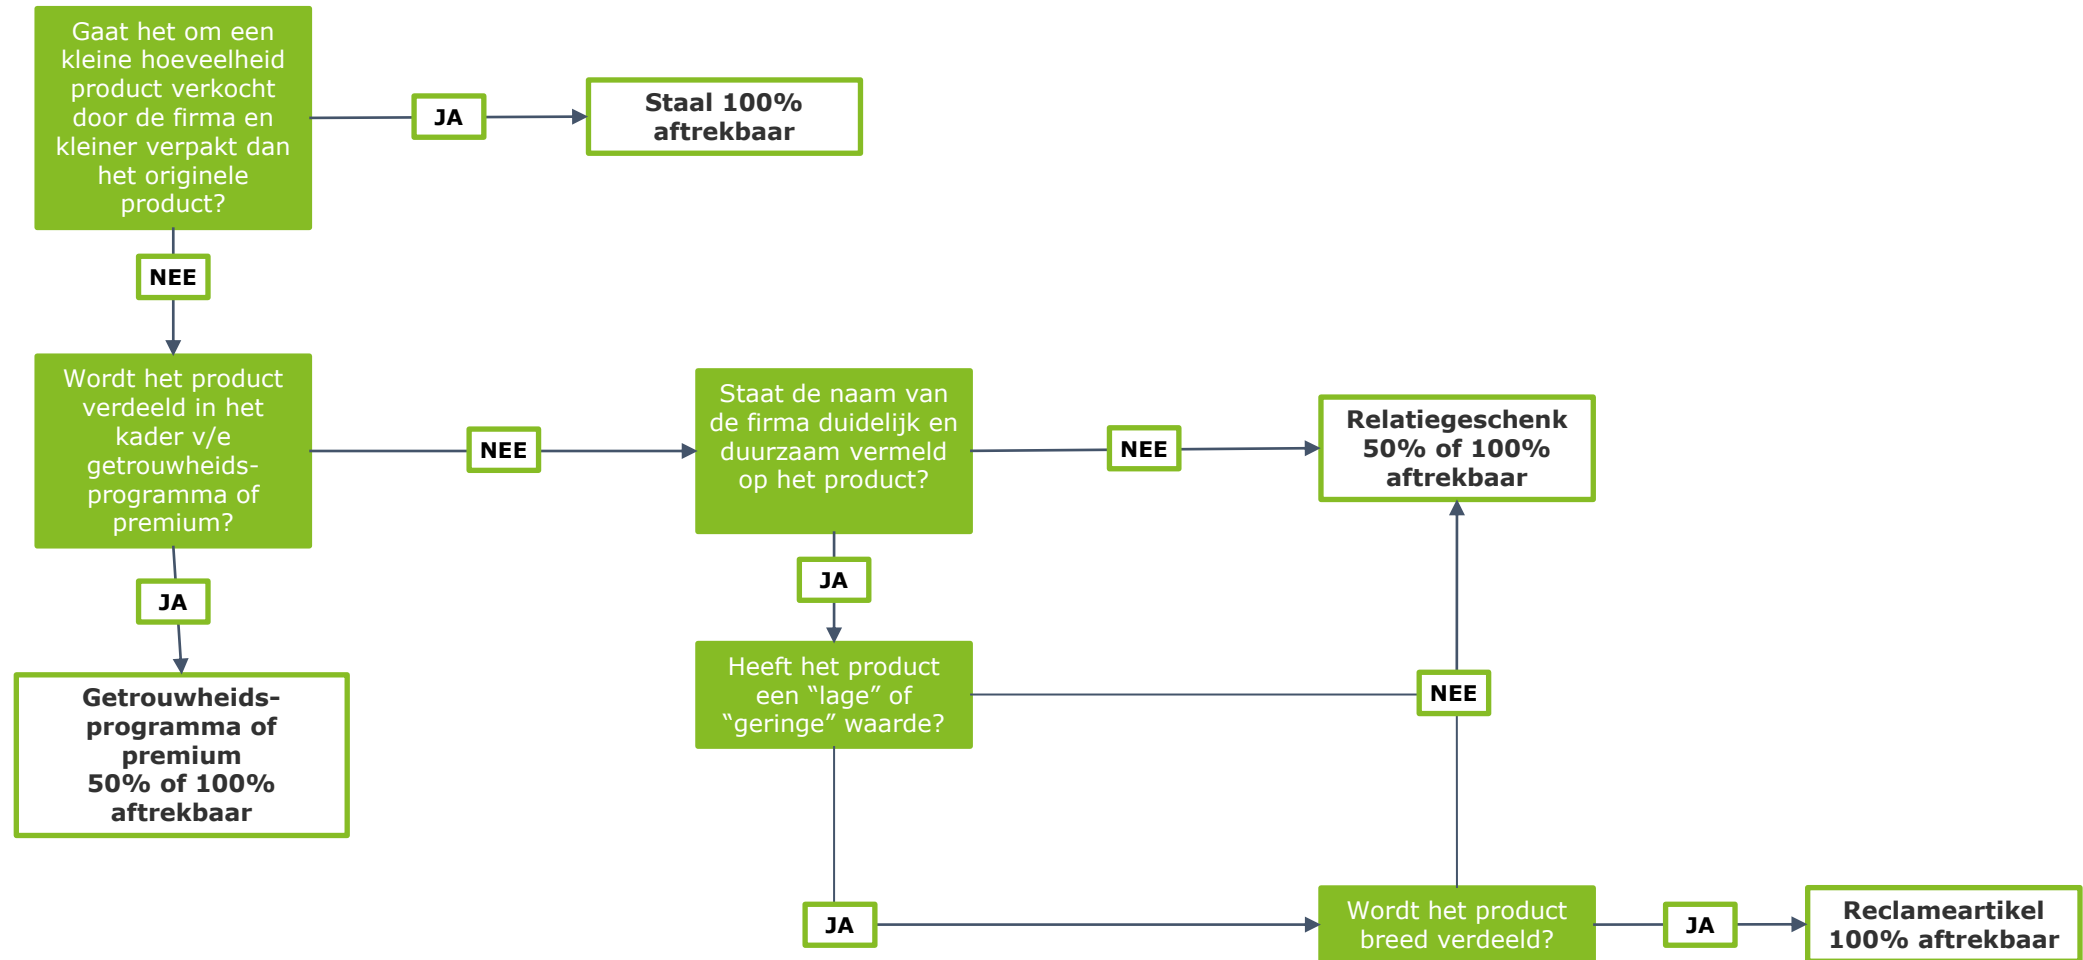 Gaat het om een
kleine hoeveelheid
product verkocht
door de firma en
kleiner verpakt dan
het originele
product?
JA
Staal 100%
aftrekbaar
NEE
Wordt het product
verdeeld in het
kader v/e
getrouwheids-
programma of
premium?
NEE
Staat de naam van
de firma duidelijk en
duurzaam vermeld
op het product?
NEE
Relatiegeschenk
50% of 100%
aftrekbaar
JA
Getrouwheids-
programma of
premium
50% of 100%
aftrekbaar
JA
Heeft het product
een “lage” of
“geringe” waarde?
NEE
JA
Wordt het product
breed verdeeld?
JA
Reclameartikel
100% aftrekbaar